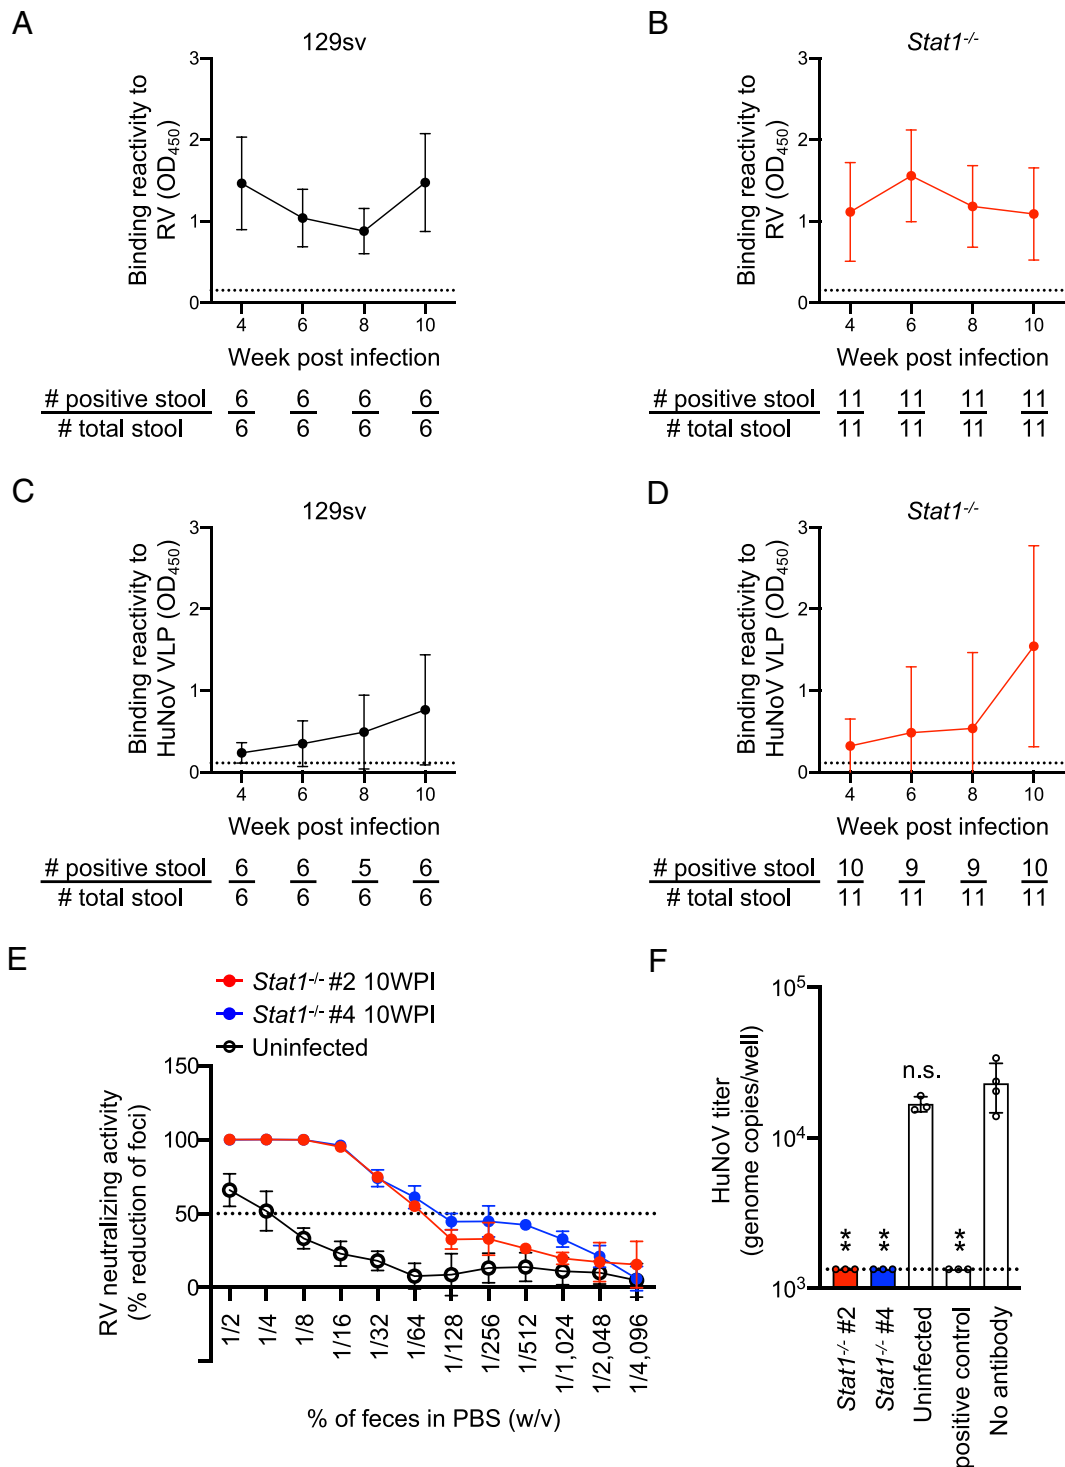 A
129sv
Binding reactivity to
RV (OD450)
3
2
1
0
4 6 8 10
Week post infection
# positive stool 6 6 6 6
# total stool 6 6 6 6
B
Stat1-/-
Binding reactivity to
RV (OD450)
3
2
1
0
4 6 8 10
Week post infection
# positive stool 11 11 11 11
# total stool 11 11 11 11
C
129sv
Binding reactivity to
HuNoV VLP (OD450)
3
2
1
0
4 6 8 10
Week post infection
# positive stool 6 6 5 6
# total stool 6 6 6 6
D
Stat1-/-
Binding reactivity to
HuNoV VLP (OD450)
3
2
1
0
4 6 8 10
Week post infection
# positive stool 10 9 9 10
# total stool 11 11 11 11
E
Stat1-/- #2 10WPI
Stat1-/- #4 10WPI
Uninfected
RV neutralizing activity
(% reduction of foci)
150
100
50
0
1/2 1/4 1/8 1/16 1/32 1/64 1/128 1/256 1/512 1/1,024 1/2,048 1/4,096
% of feces in PBS (w/v)
F
HuNoV titer
(genome copies/well)
10^5
10^4
10^3
** ** n.s. **
Stat1-/- #2
Stat1-/- #4
Uninfected
positive control
No antibody